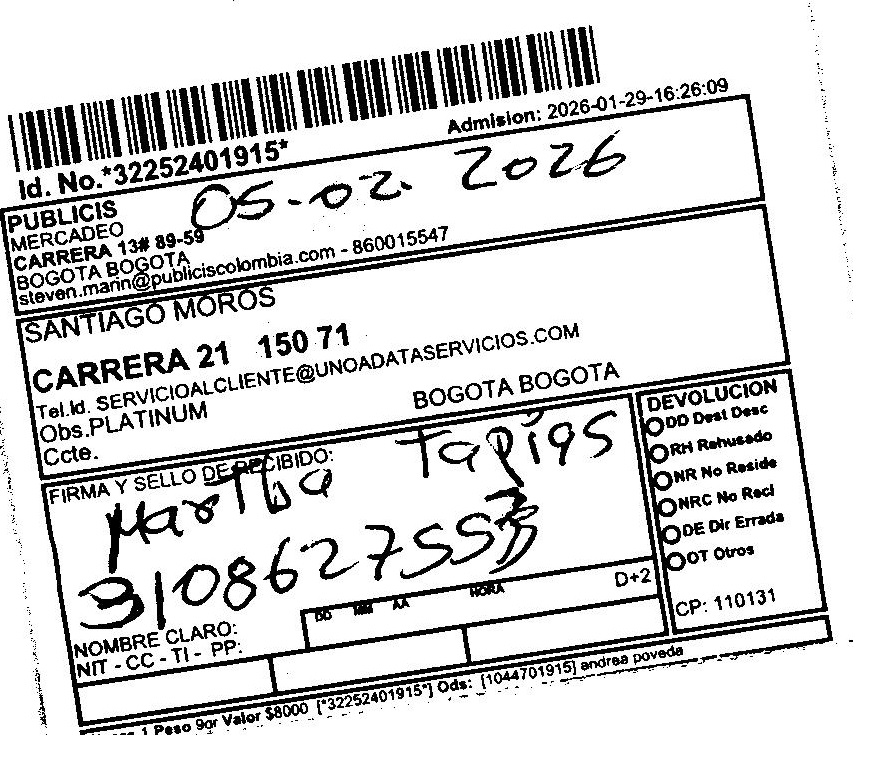 Admision: 2026-01-29-16:26:09
Id. No.*32252401915*
05-02-2026
PUBLICIS
MERCADEO
CARRERA 13# 89-59
BOGOTA BOGOTA
steven.marin@publiciscolombia.com - 860015547
SANTIAGO MOROS
CARRERA 21 150 71
Tel.Id. SERVICIOALCLIENTE@UNOADATASERVICIOS.COM
Obs.PLATINUM
BOGOTA BOGOTA
Ccte.
FIRMA Y SELLO DE RECIBIDO:
Martha Tapias
DEVOLUCION
DD Dest Desc
RH Rehusado
NR No Reside
NRC No Recl
DE Dir Errada
OT Otros
CP: 110131
DD MM AA HORA D+2
NOMBRE CLARO:
NIT - CC - TI - PP:
1 Peso 9gr Valor $8000 [*32252401915*] Ods: [1044701915] andrea poveda